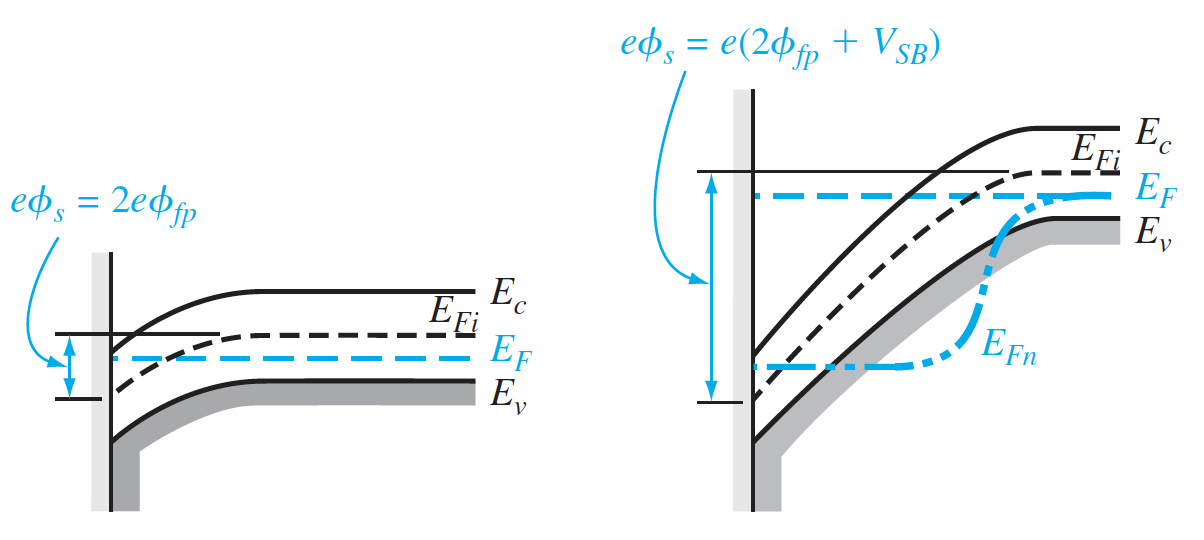 eϕs = 2eϕfp
Ec
EFi
EF
Ev
eϕs = e(2ϕfp + VSB)
Ec
EFi
EF
Ev
EFn